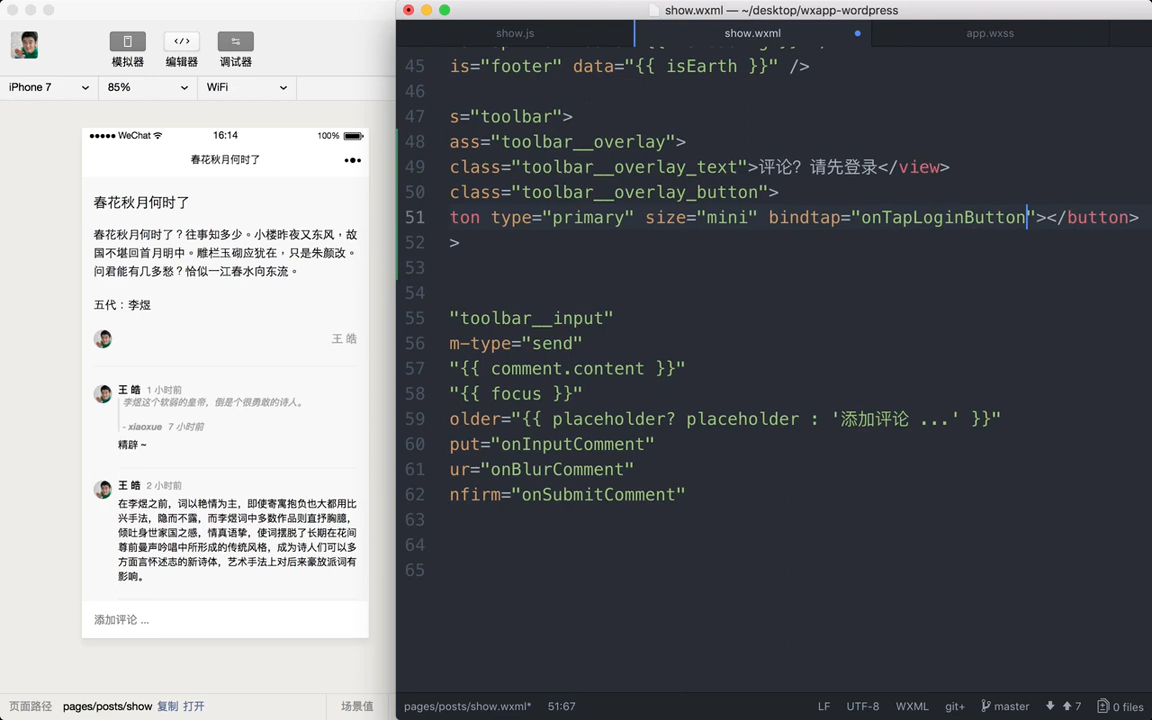 模拟器
编辑器
调试器
iPhone 7
85%
WiFi
WeChat
16:14
100%
春花秋月何时了
春花秋月何时了
春花秋月何时了？往事知多少。小楼昨夜又东风，故
国不堪回首月明中。雕栏玉砌应犹在，只是朱颜改。
问君能有几多愁？恰似一江春水向东流。
五代：李煜
王 皓
王 皓 1 小时前
李煜这个软弱的皇帝，倒是个很勇敢的诗人。
- xiaoxue 7 小时前
精辟 ~
王 皓 2 小时前
在李煜之前，词以艳情为主，即使寄寓抱负也大都用比
兴手法，隐而不露，而李煜词中多数作品则直抒胸臆，
倾吐身世家国之感，情真语挚，使词摆脱了长期在花间
尊前曼声吟唱中所形成的传统风格，成为诗人们可以多
方面言怀述志的新诗体，艺术手法上对后来豪放派词有
影响。
添加评论 ...
页面路径 pages/posts/show 复制 打开
场景值
show.wxml — ~/desktop/wxapp-wordpress
show.js
show.wxml
app.wxss
45 is="footer" data="{{ isEarth }}" />
46
47 s="toolbar">
48 ass="toolbar__overlay">
49 class="toolbar__overlay_text">评论？请先登录</view>
50 class="toolbar__overlay_button">
51 ton type="primary" size="mini" bindtap="onTapLoginButton"></button>
52 >
53
54
55 "toolbar__input"
56 m-type="send"
57 "{{ comment.content }}"
58 "{{ focus }}"
59 older="{{ placeholder? placeholder : '添加评论 ...' }}"
60 put="onInputComment"
61 ur="onBlurComment"
62 nfirm="onSubmitComment"
63
64
65
pages/posts/show.wxml* 51:67
LF
UTF-8
WXML
git+
master
7
0 files